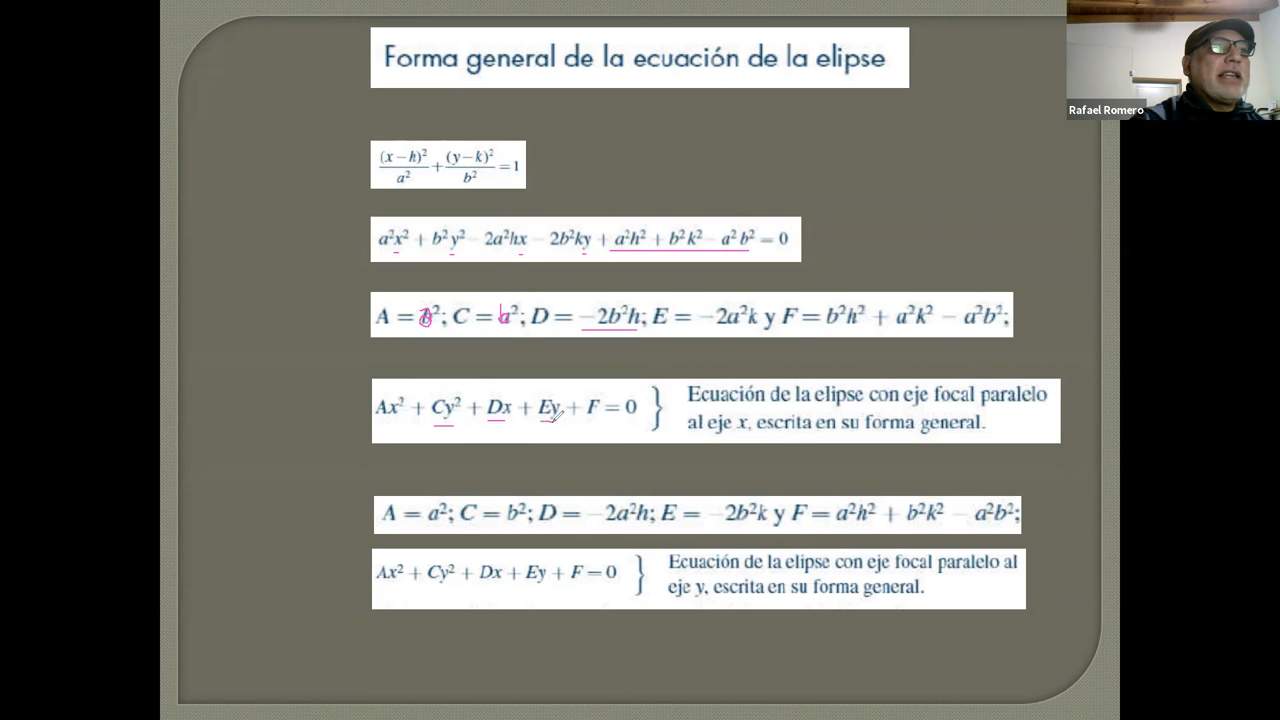 Forma general de la ecuación de la elipse
Rafael Romero
(x−h)²/a² + (y−k)²/b² = 1
a²x² + b²y² − 2a²hx − 2b²ky + a²h² + b²k² − a²b² = 0
A = b²; C = a²; D = −2b²h; E = −2a²k y F = b²h² + a²k² − a²b²;
Ax² + Cy² + Dx + Ey + F = 0 } Ecuación de la elipse con eje focal paralelo
al eje x, escrita en su forma general.
A = a²; C = b²; D = −2a²h; E = −2b²k y F = a²h² + b²k² − a²b²;
Ax² + Cy² + Dx + Ey + F = 0 } Ecuación de la elipse con eje focal paralelo al
eje y, escrita en su forma general.